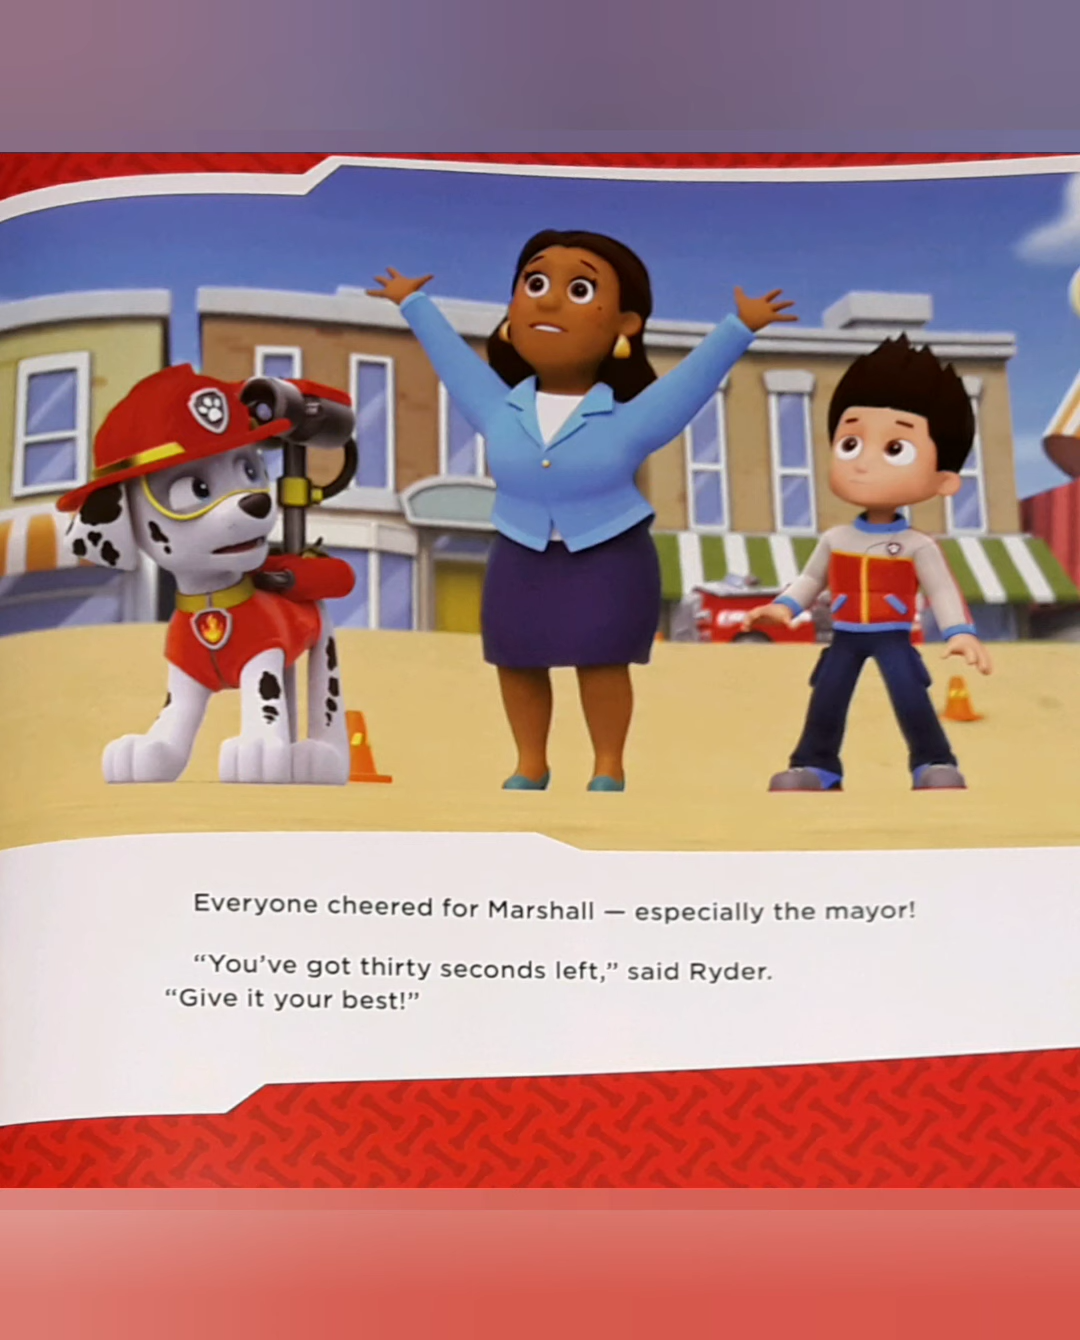 Everyone cheered for Marshall — especially the mayor!
“You’ve got thirty seconds left,” said Ryder.
“Give it your best!”